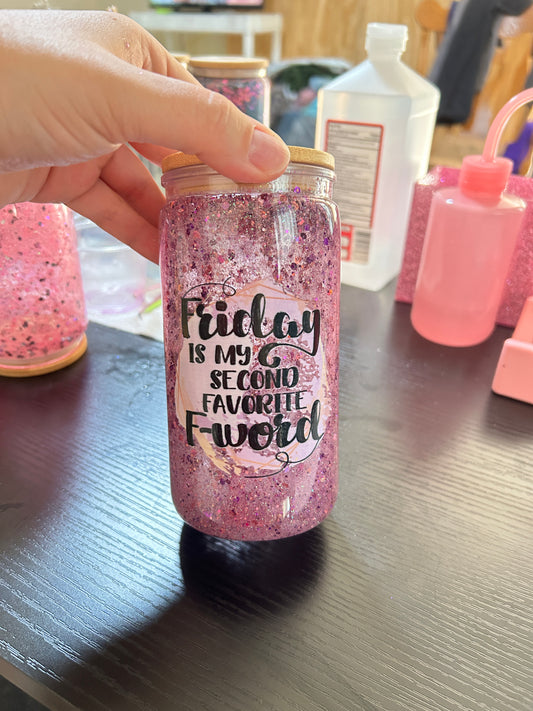 Friday
IS MY
SECOND
FAVORITE
F-word